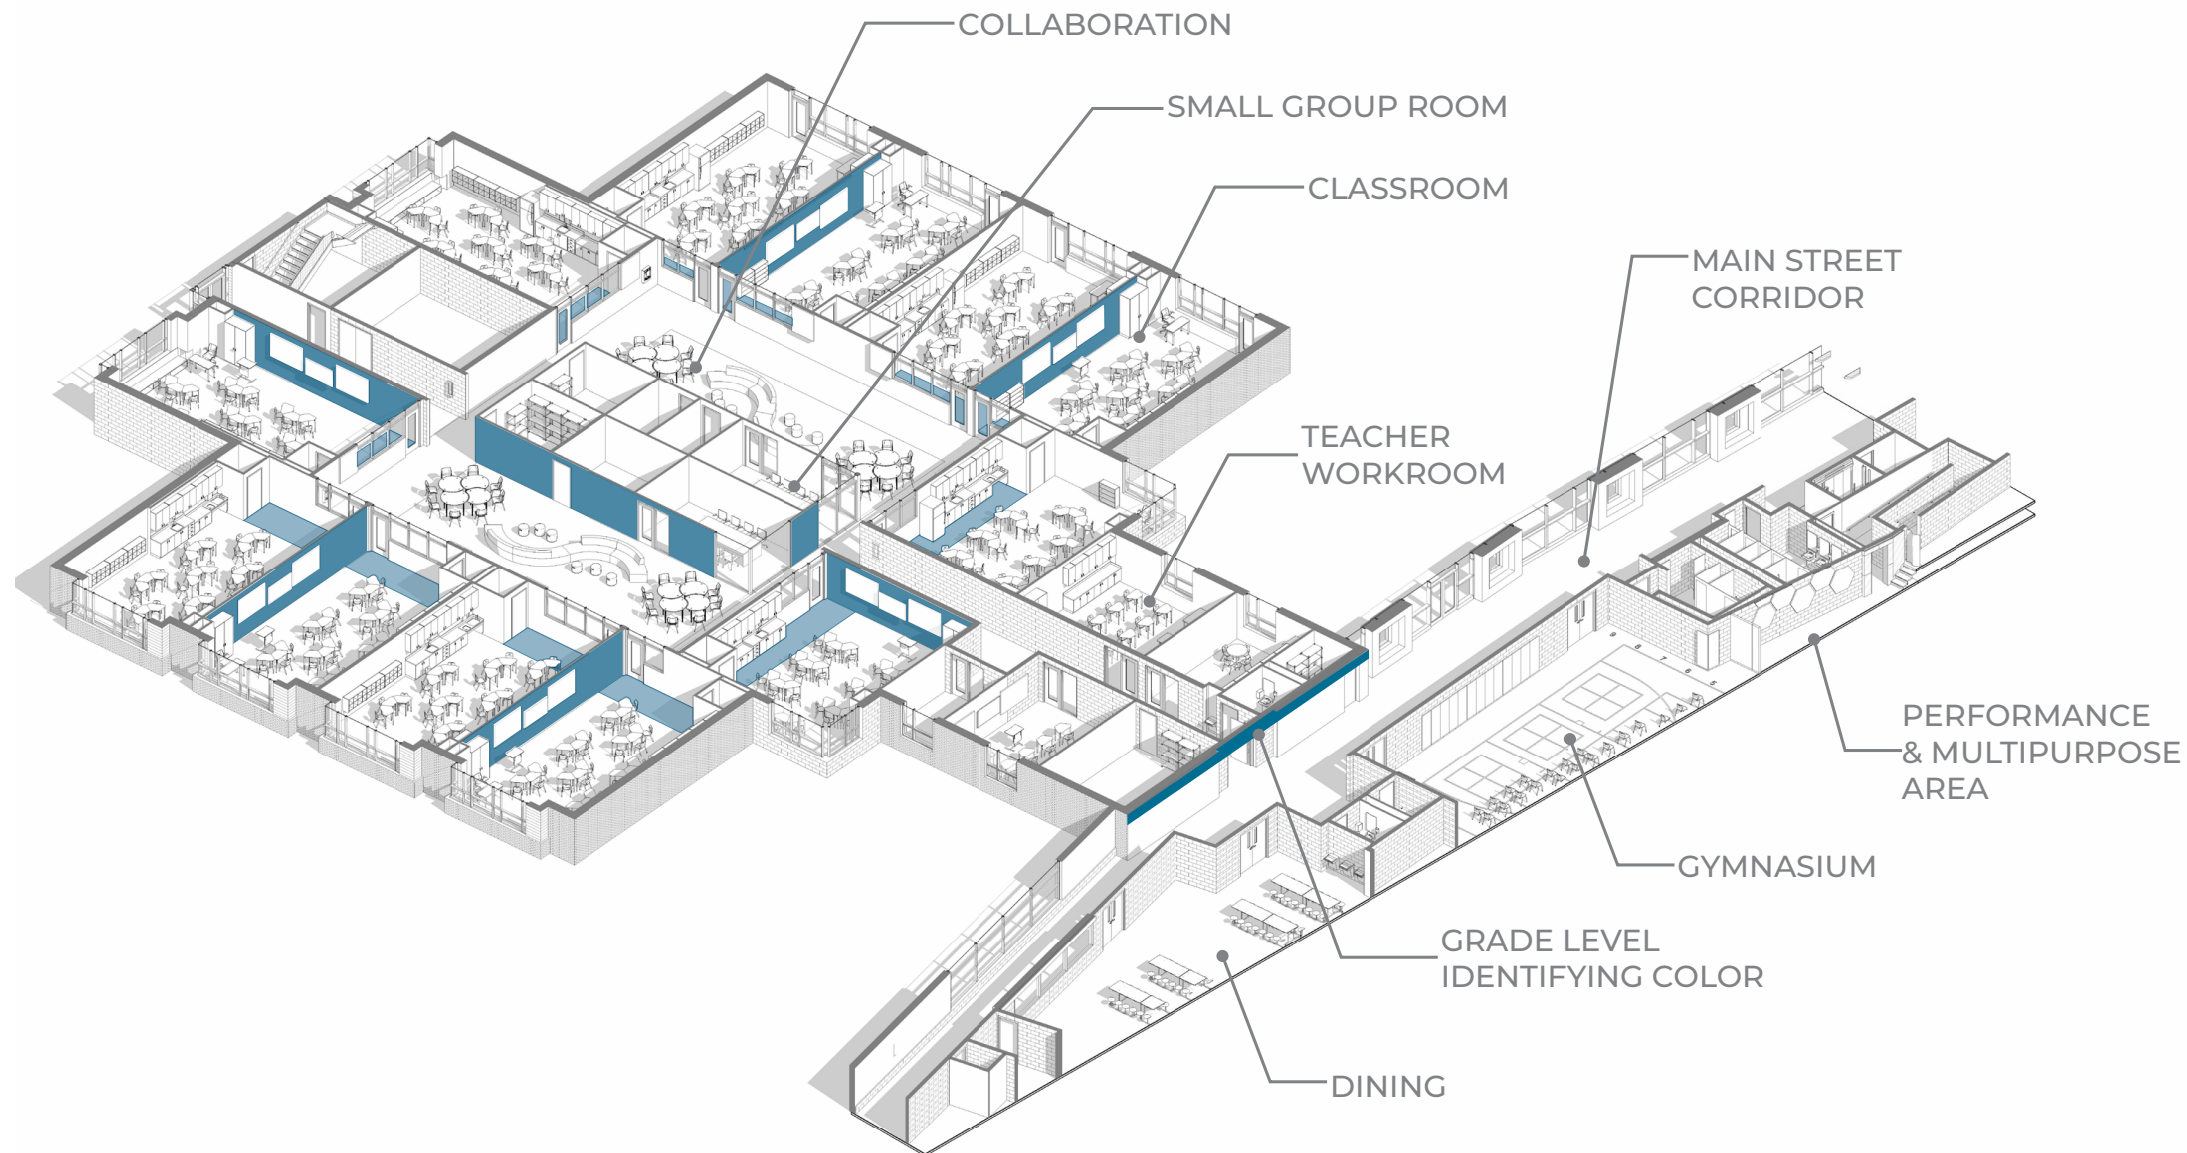 COLLABORATION
SMALL GROUP ROOM
CLASSROOM
MAIN STREET
CORRIDOR
TEACHER
WORKROOM
PERFORMANCE
& MULTIPURPOSE
AREA
GYMNASIUM
GRADE LEVEL
IDENTIFYING COLOR
DINING